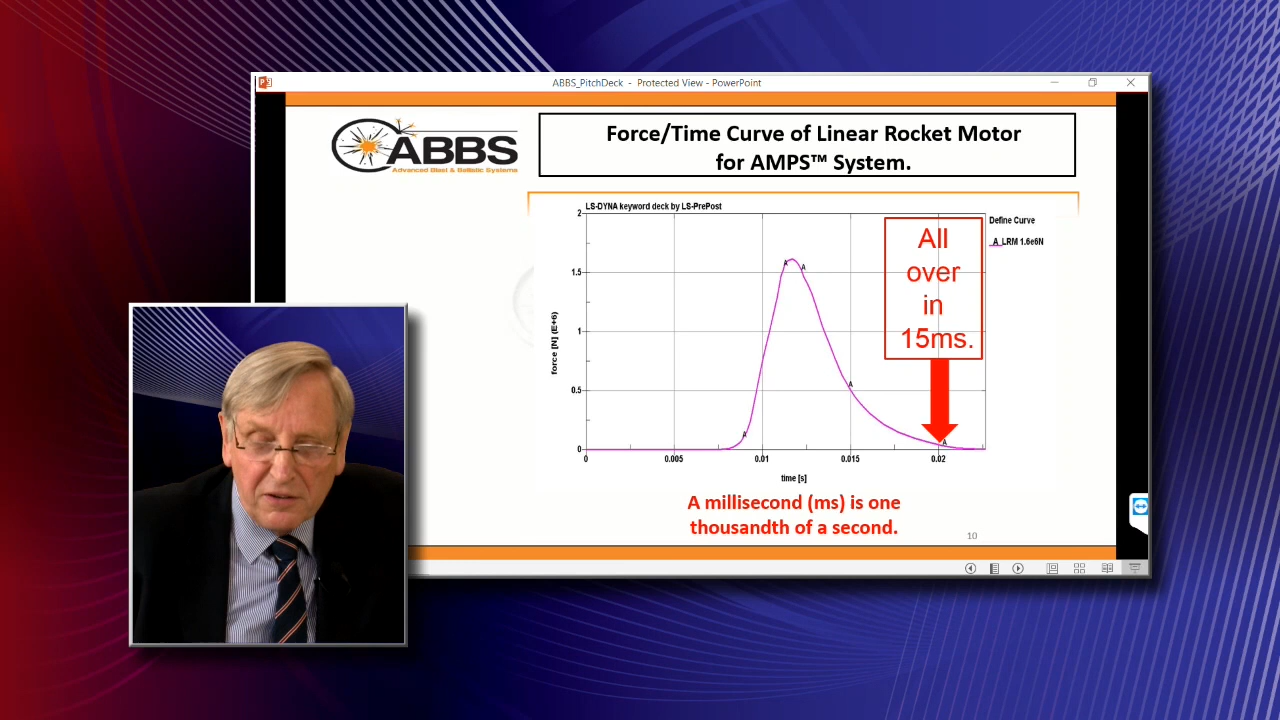 ABBS_PitchDeck - Protected View - PowerPoint
ABBS
Advanced Blast & Ballistic Systems
Force/Time Curve of Linear Rocket Motor
for AMPS™ System.
LS-DYNA keyword deck by LS-PrePost
Define Curve
A LRM 1.6e6N
2
1.5
1
0.5
0
force [N] (E+6)
A
A
A
A
A
All
over
in
15ms.
0
0.005
0.01
0.015
0.02
time [s]
A millisecond (ms) is one
thousandth of a second.
10